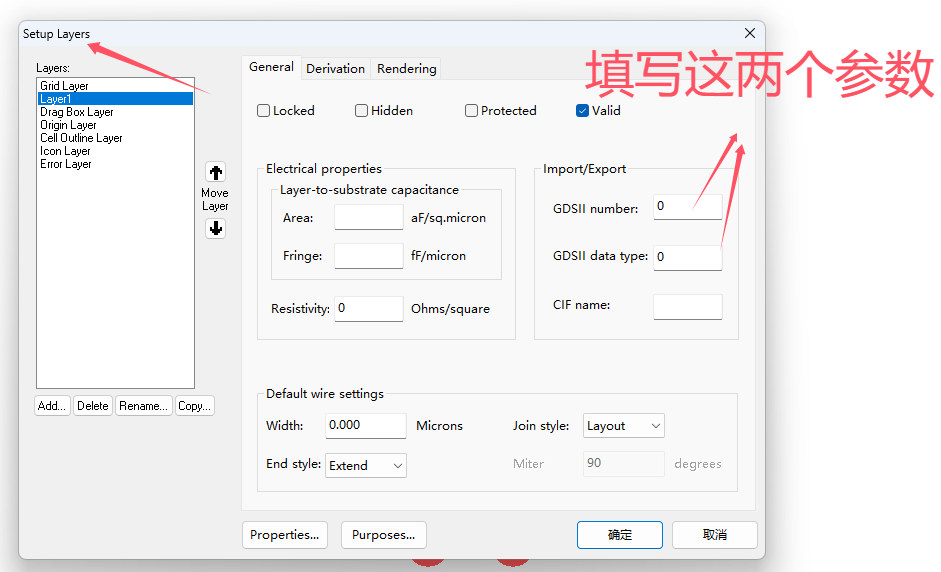 Setup Layers
填写这两个参数
Layers:
Grid Layer
Layer1
Drag Box Layer
Origin Layer
Cell Outline Layer
Icon Layer
Error Layer
Move
Layer
Add...
Delete
Rename...
Copy...
General
Derivation
Rendering
Locked
Hidden
Protected
Valid
Electrical properties
Layer-to-substrate capacitance
Area:
aF/sq.micron
Fringe:
fF/micron
Resistivity: 0 Ohms/square
Import/Export
GDSII number: 0
GDSII data type: 0
CIF name:
Default wire settings
Width: 0.000 Microns
Join style: Layout
End style: Extend
Miter 90 degrees
Properties...
Purposes...
确定
取消